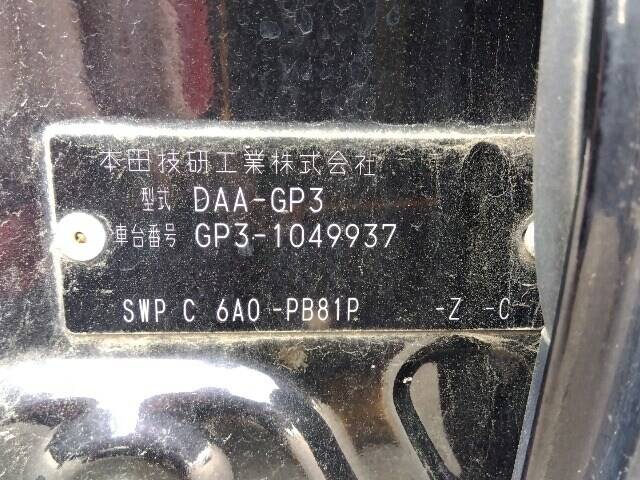 本田技研工業株式会社
型式 DAA-GP3
車台番号 GP3-1049937
SWP C 6A0-PB81P -Z -C